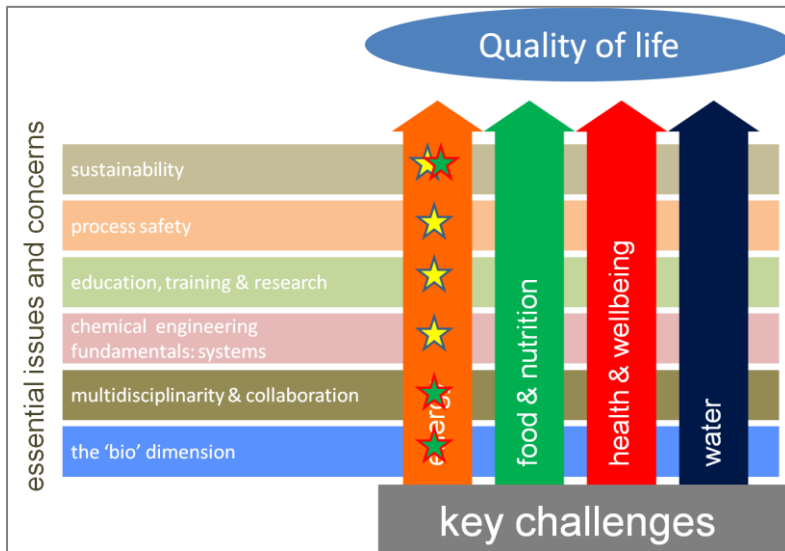 Quality of life
essential issues and concerns
sustainability
process safety
education, training & research
chemical engineering
fundamentals: systems
multidisciplinarity & collaboration
the 'bio' dimension
food & nutrition
health & wellbeing
water
key challenges